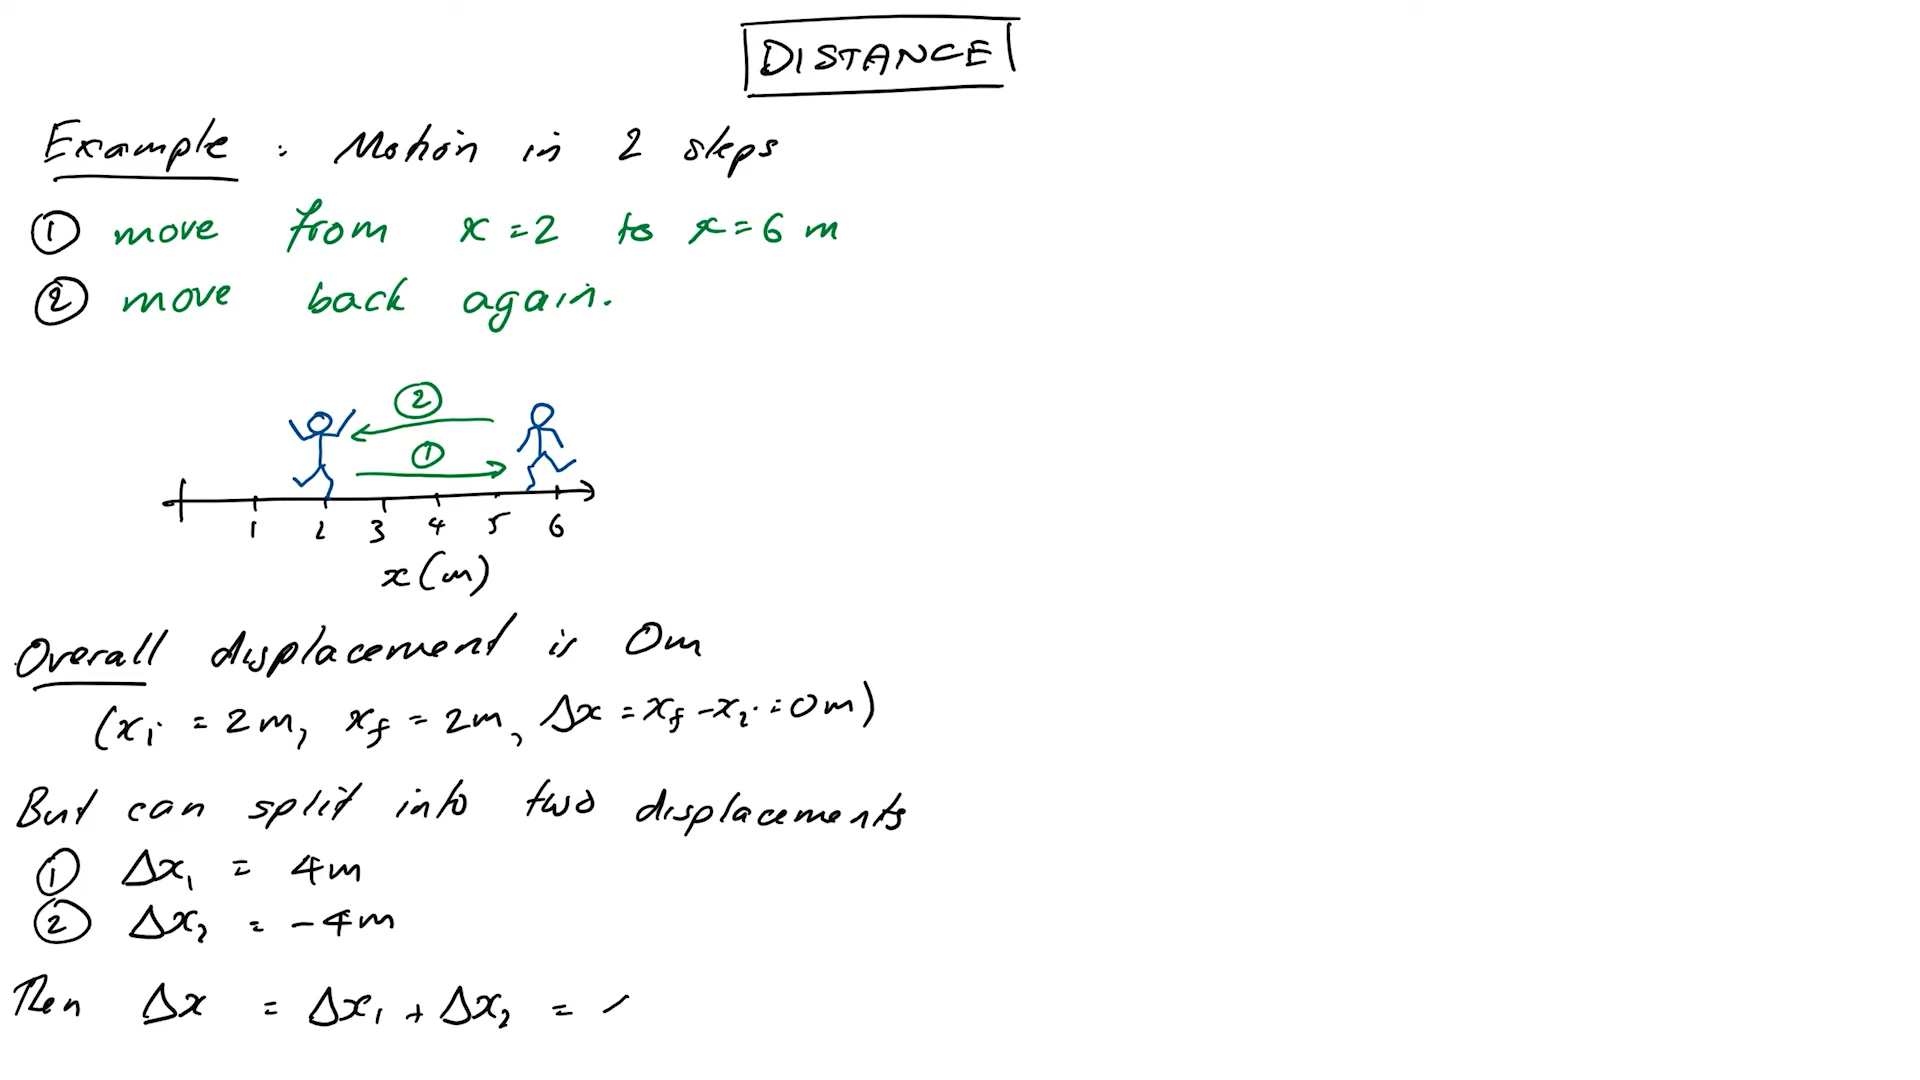 DISTANCE
Example : Motion in 2 steps
① move from x = 2 to x = 6 m
② move back again.
②
①
1 2 3 4 5 6
x (m)
Overall displacement is 0m
(xᵢ = 2m, x_f = 2m, Δx = x_f - xᵢ = 0m)
But can split into two displacements
① Δx₁ = 4m
② Δx₂ = -4m
Then Δx = Δx₁ + Δx₂ =